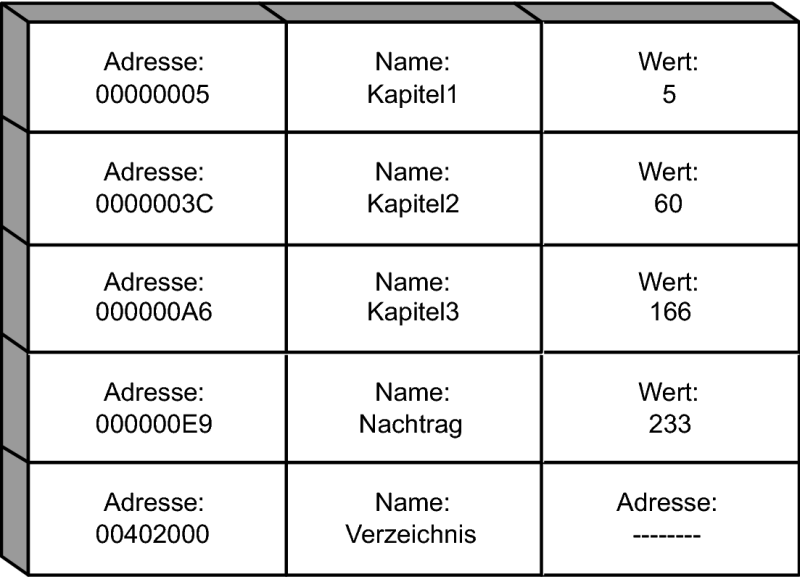 Adresse:
00000005
Name:
Kapitel1
Wert:
5
Adresse:
0000003C
Name:
Kapitel2
Wert:
60
Adresse:
000000A6
Name:
Kapitel3
Wert:
166
Adresse:
000000E9
Name:
Nachtrag
Wert:
233
Adresse:
00402000
Name:
Verzeichnis
Adresse:
--------